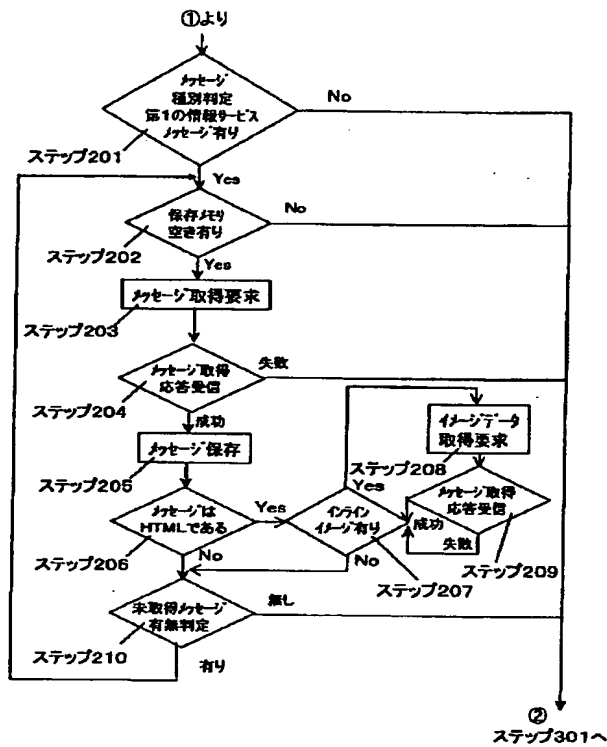 ①より
メッセージ
種別判定
第1の情報サービス
メッセージ有り
No
ステップ201
Yes
保存メモリ
空き有り
No
ステップ202
Yes
メッセージ取得要求
ステップ203
メッセージ取得
応答受信
失敗
ステップ204
成功
メッセージ保存
ステップ205
イメージデータ
取得要求
ステップ208
メッセージは
HTMLである
Yes
ステップ206
No
インライン
イメージ有り
Yes
No
ステップ207
メッセージ取得
応答受信
成功
失敗
ステップ209
未取得メッセージ
有無判定
無し
ステップ210
有り
②
ステップ301へ